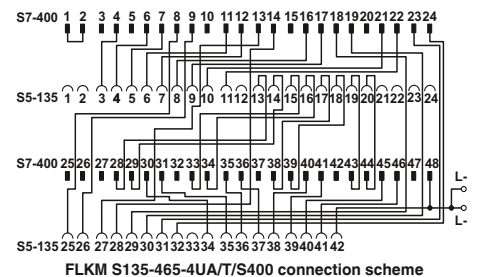 S7-400 1 2 3 4 5 6 7 8 9 10 11 12 13 14 15 16 17 18 19 20 21 22 23 24
S5-135 1 2 3 4 5 6 7 8 9 10 11 12 13 14 15 16 17 18 19 20 21 22 23 24
S7-400 25 26 27 28 29 30 31 32 33 34 35 36 37 38 39 40 41 42 43 44 45 46 47 48
L-
L-
S5-135 25 26 27 28 29 30 31 32 33 34 35 36 37 38 39 40 41 42
FLKM S135-465-4UA/T/S400 connection scheme